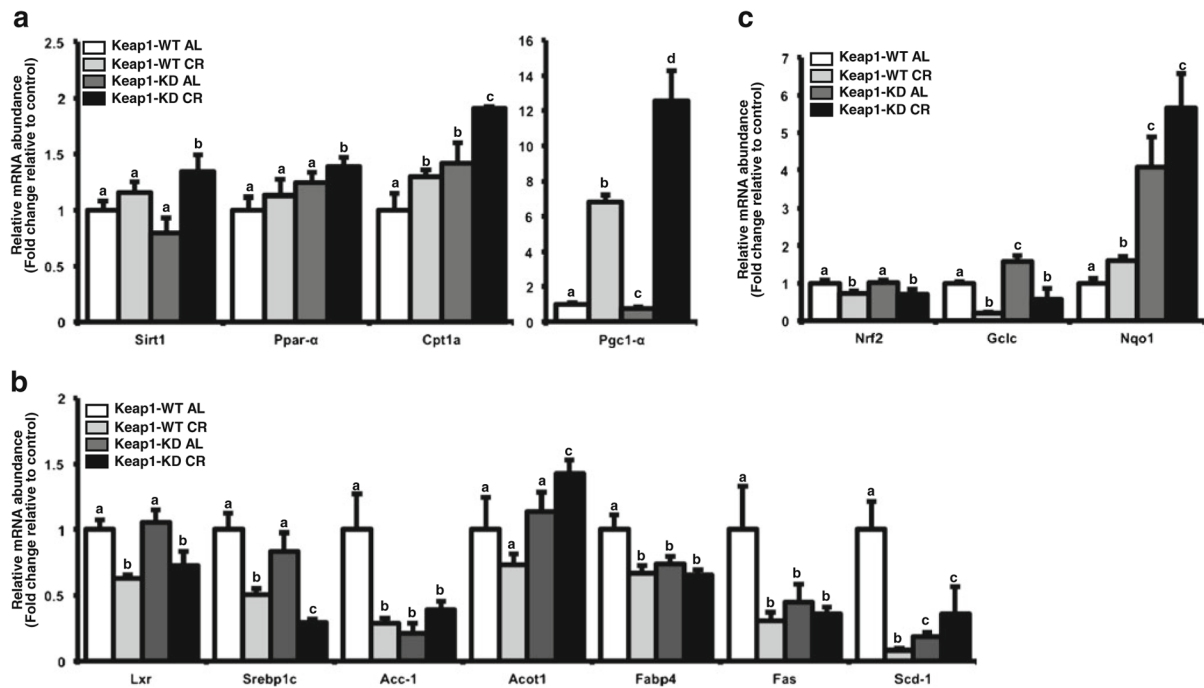 a
Relative mRNA abundance
(Fold change relative to control)
2.5
2
1.5
1
0.5
0
Keap1-WT AL
Keap1-WT CR
Keap1-KD AL
Keap1-KD CR
a a a b
a a a b
a b b c
Sirt1 Ppar-α Cpt1a
16
14
12
10
8
6
4
2
0
a b c d
Pgc1-α
c
Relative mRNA abundance
(Fold change relative to control)
7
6
5
4
3
2
1
0
Keap1-WT AL
Keap1-WT CR
Keap1-KD AL
Keap1-KD CR
a b a b
a b c b
a b c c
Nrf2 Gclc Nqo1
b
Relative mRNA abundance
(Fold change relative to control)
2
1.5
1
0.5
0
Keap1-WT AL
Keap1-WT CR
Keap1-KD AL
Keap1-KD CR
a b a b
a b a c
a b b b
a a a c
a b b b
a b b b
a b c c
Lxr Srebp1c Acc-1 Acot1 Fabp4 Fas Scd-1